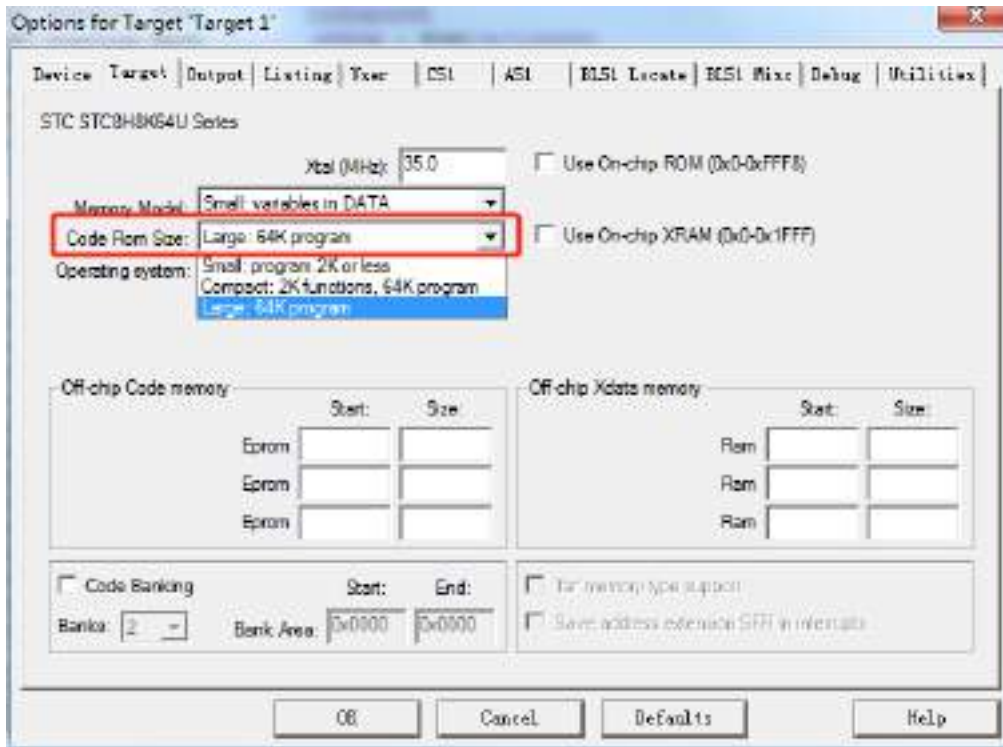 Options for Target 'Target 1'
Device Target Output Listing User C51 A51 BL51 Locate BL51 Misc Debug Utilities
STC STC8H8K64U Series
Xtal (MHz): 35.0 Use On-chip ROM (0x0-0xFFF8)
Memory Model: Small: variables in DATA
Code Rom Size: Large: 64K program Use On-chip XRAM (0x0-0x1FFF)
Operating system:
Small: program 2K or less
Compact: 2K functions, 64K program
Large: 64K program
Off-chip Code memory Off-chip Xdata memory
Start: Size: Start: Size:
Eprom Ram
Eprom Ram
Eprom Ram
Code Banking Start: End: 'far' memory type support
Banks: 2 Bank Area: 0x0000 0x0000 Save address extension SFR in interrupts
OK Cancel Defaults Help